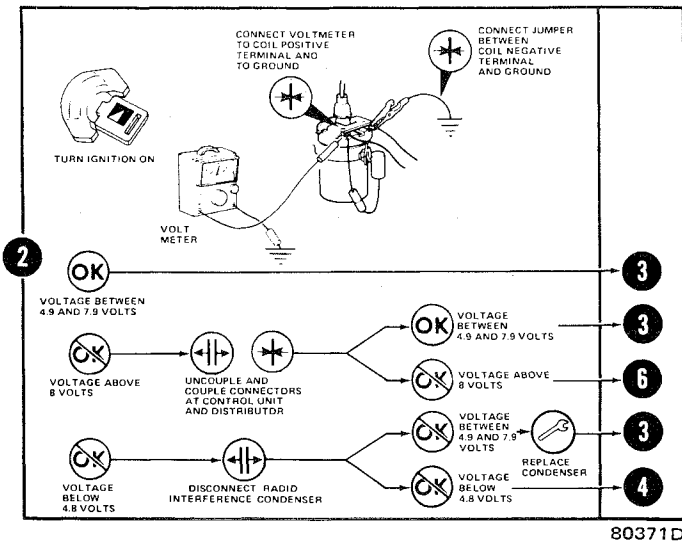 CONNECT VOLTMETER
TO COIL POSITIVE
TERMINAL AND
TO GROUND
CONNECT JUMPER
BETWEEN
COIL NEGATIVE
TERMINAL
AND GROUND
TURN IGNITION ON
VOLT
METER
2
OK
3
VOLTAGE BETWEEN
4.9 AND 7.9 VOLTS
OK
VOLTAGE ABOVE
8 VOLTS
UNCOUPLE AND
COUPLE CONNECTORS
AT CONTROL UNIT
AND DISTRIBUTOR
OK
VOLTAGE
BETWEEN
4.9 AND 7.9 VOLTS
3
OK
VOLTAGE ABOVE
8 VOLTS
6
OK
VOLTAGE
BELOW
4.8 VOLTS
DISCONNECT RADIO
INTERFERENCE CONDENSER
OK
VOLTAGE
BETWEEN
4.9 AND 7.9
VOLTS
REPLACE
CONDENSER
3
OK
VOLTAGE
BELOW
4.8 VOLTS
4
80371D